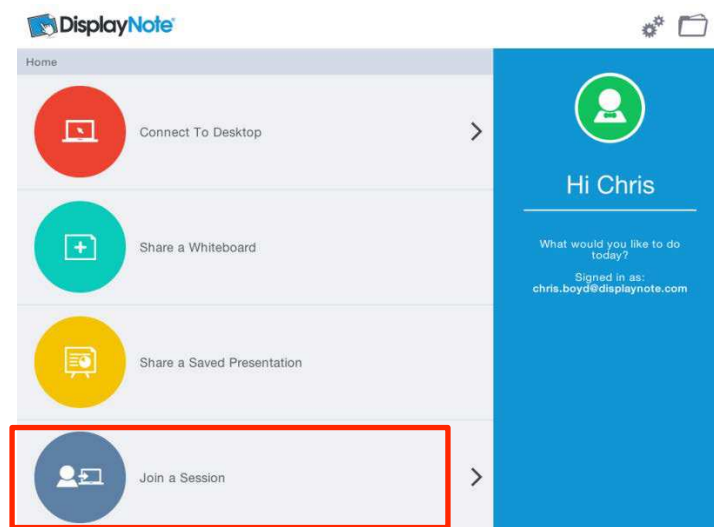 DisplayNote
Home
Connect To Desktop
Share a Whiteboard
Share a Saved Presentation
Join a Session
Hi Chris
What would you like to do
today?
Signed in as:
chris.boyd@displaynote.com